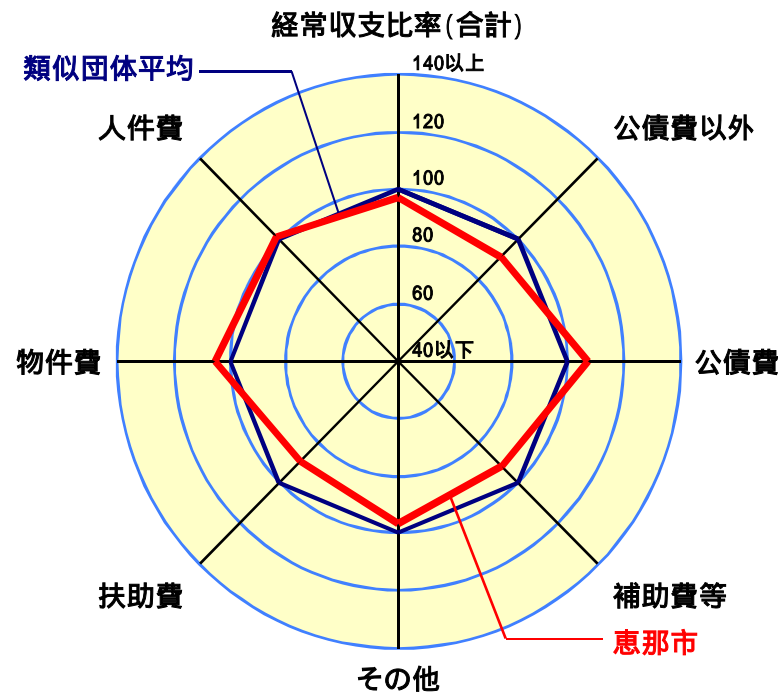 経常収支比率(合計)
140以上
類似団体平均
人件費
公債費以外
120
100
80
60
40以下
物件費
公債費
扶助費
補助費等
恵那市
その他